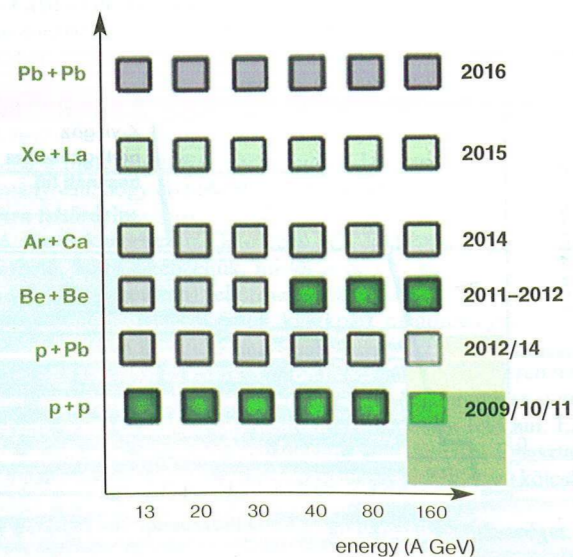 Pb + Pb 2016
Xe + La 2015
Ar + Ca 2014
Be + Be 2011–2012
p + Pb 2012/14
p + p 2009/10/11
13 20 30 40 80 160
energy (A GeV)